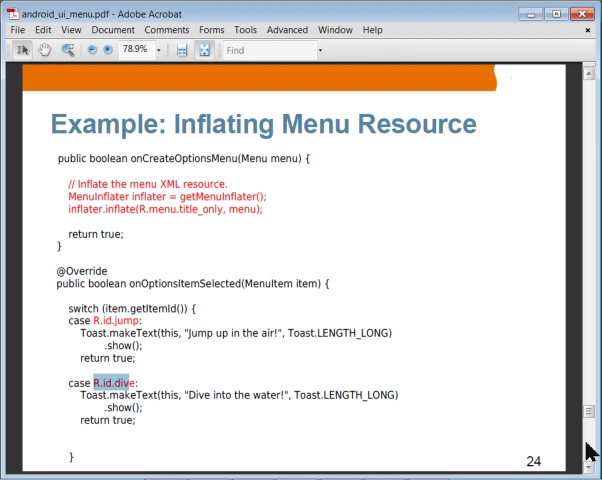 android_ui_menu.pdf - Adobe Acrobat
File Edit View Document Comments Forms Tools Advanced Window Help
78.9% Find
Example: Inflating Menu Resource
public boolean onCreateOptionsMenu(Menu menu) {
// Inflate the menu XML resource.
MenuInflater inflater = getMenuInflater();
inflater.inflate(R.menu.title_only, menu);
return true;
}
@Override
public boolean onOptionsItemSelected(MenuItem item) {
switch (item.getItemId()) {
case R.id.jump:
Toast.makeText(this, "Jump up in the air!", Toast.LENGTH_LONG)
.show();
return true;
case R.id.dive:
Toast.makeText(this, "Dive into the water!", Toast.LENGTH_LONG)
.show();
return true;
}
24